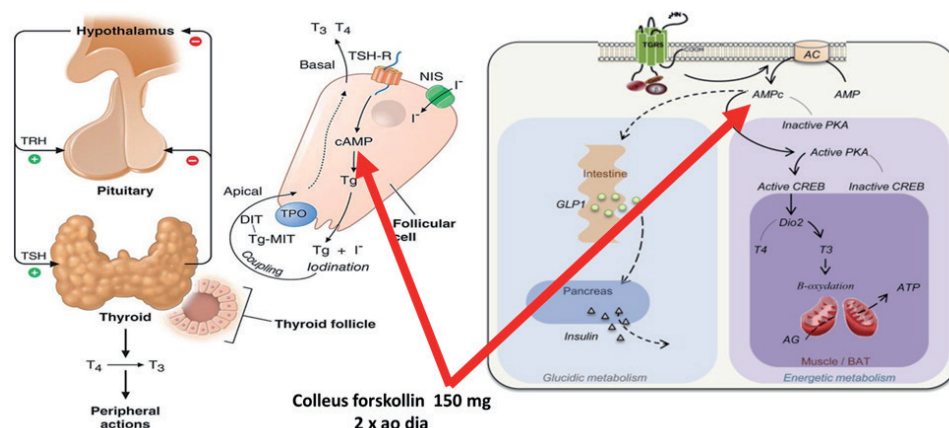 Hypothalamus
TRH
Pituitary
TSH
Thyroid
Thyroid follicle
T4 → T3
Peripheral
actions
T3 T4
Basal
TSH-R
NIS
I-
I-
cAMP
Tg
Apical
TPO
DIT
Tg-MIT
Coupling
Tg + I-
Iodination
Follicular
cell
Colleus forskollin 150 mg
2 x ao dia
TGR5
COOH
AC
AMPc
AMP
Inactive PKA
Active PKA
Active CREB
Inactive CREB
Dio2
T4
T3
B-oxydation
ATP
AG
Muscle / BAT
Energetic metabolism
Intestine
GLP1
Pancreas
Insulin
Glucidic metabolism